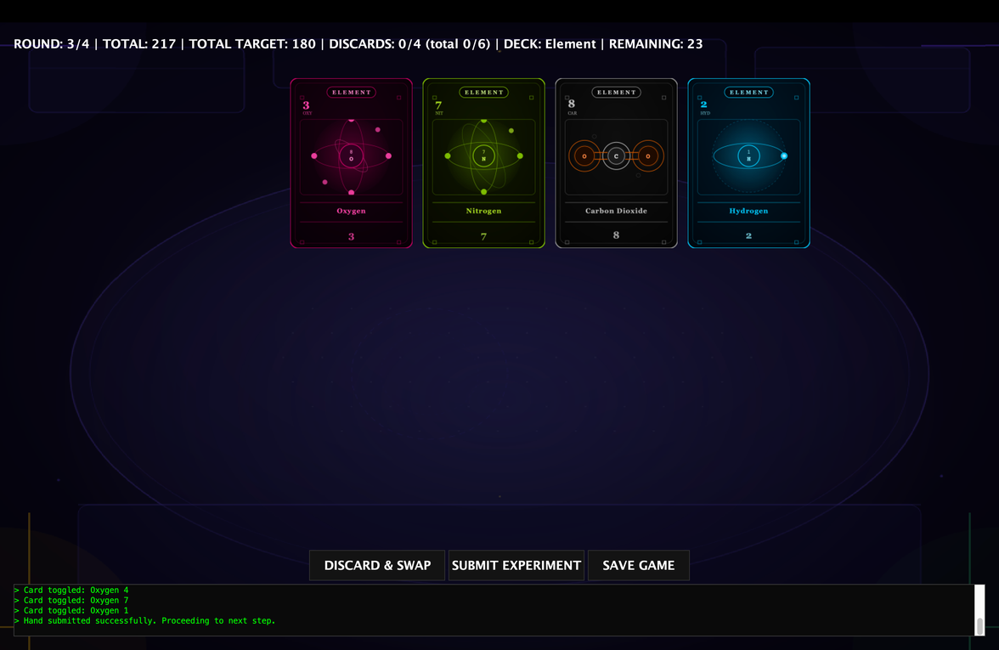 ROUND: 3/4 | TOTAL: 217 | TOTAL TARGET: 180 | DISCARDS: 0/4 (total 0/6) | DECK: Element | REMAINING: 23
ELEMENT
3
OXY
8
O
Oxygen
3
ELEMENT
7
NIT
7
N
Nitrogen
7
ELEMENT
8
CAR
O C O
Carbon Dioxide
8
ELEMENT
2
HYD
1
H
Hydrogen
2
DISCARD & SWAP
SUBMIT EXPERIMENT
SAVE GAME
> Card toggled: Oxygen 4
> Card toggled: Oxygen 7
> Card toggled: Oxygen 1
> Hand submitted successfully. Proceeding to next step.